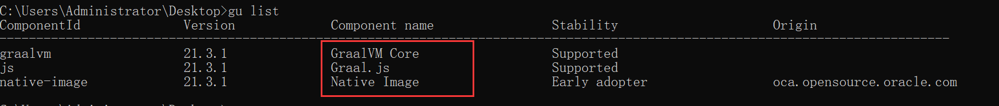 C:\Users\Administrator\Desktop>gu list
ComponentId Version Component name Stability Origin
---------------------------------------------------------------------------------------------------------------------------------
graalvm 21.3.1 GraalVM Core Supported
js 21.3.1 Graal.js Supported
native-image 21.3.1 Native Image Early adopter oca.opensource.oracle.com